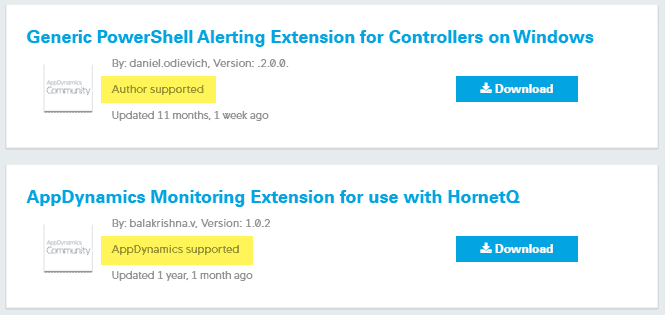 Generic PowerShell Alerting Extension for Controllers on Windows
By: daniel.odievich, Version: .2.0.0.
AppDynamics
Community
Author supported
Download
Updated 11 months, 1 week ago
AppDynamics Monitoring Extension for use with HornetQ
By: balakrishna.v, Version: 1.0.2
AppDynamics
Community
AppDynamics supported
Download
Updated 1 year, 1 month ago